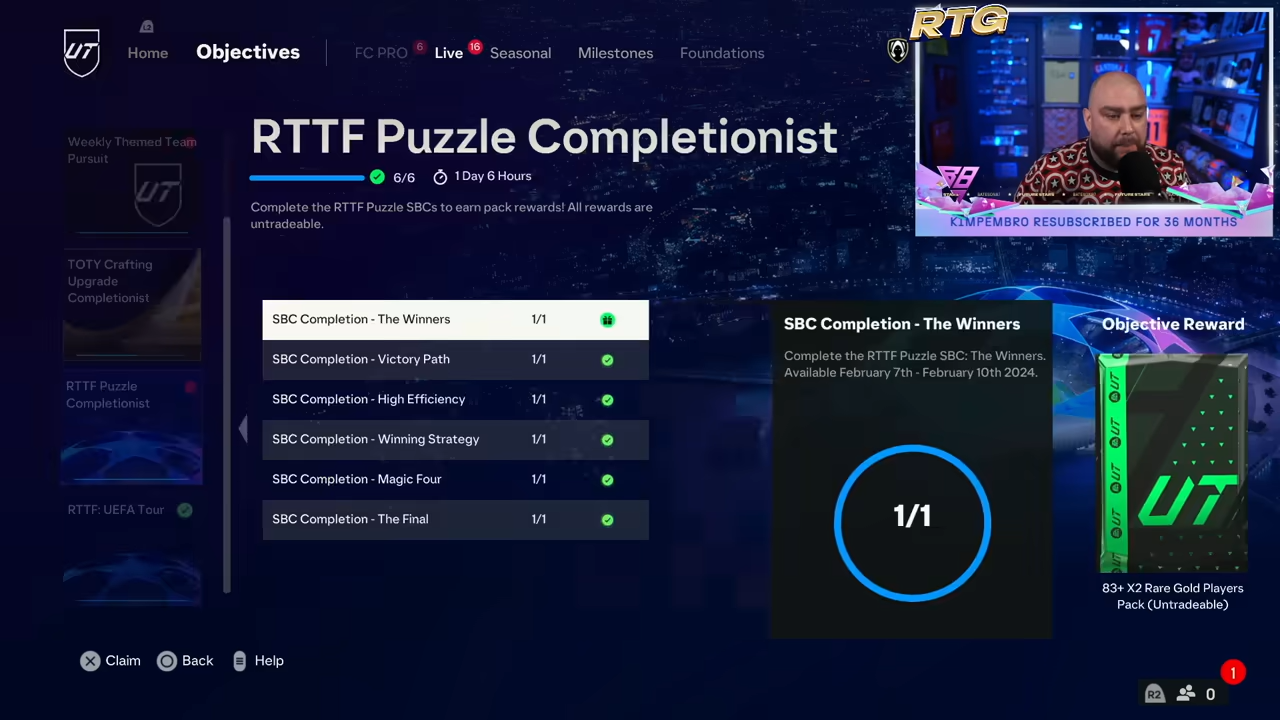 RTG
UT
Home
Objectives
FC PRO 6
Live 16
Seasonal
Milestones
Foundations
Weekly Themed Team
Pursuit
RTTF Puzzle Completionist
6/6
1 Day 6 Hours
Complete the RTTF Puzzle SBCs to earn pack rewards! All rewards are
untradeable.
KIMPEMBRO RESUBSCRIBED FOR 36 MONTHS
TOTY Crafting
Upgrade
Completionist
RTTF Puzzle
Completionist
RTTF: UEFA Tour
SBC Completion - The Winners 1/1
SBC Completion - Victory Path 1/1
SBC Completion - High Efficiency 1/1
SBC Completion - Winning Strategy 1/1
SBC Completion - Magic Four 1/1
SBC Completion - The Final 1/1
SBC Completion - The Winners
Complete the RTTF Puzzle SBC: The Winners.
Available February 7th - February 10th 2024.
1/1
Objective Reward
UT
83+ X2 Rare Gold Players
Pack (Untradeable)
Claim
Back
Help
1
R2
0